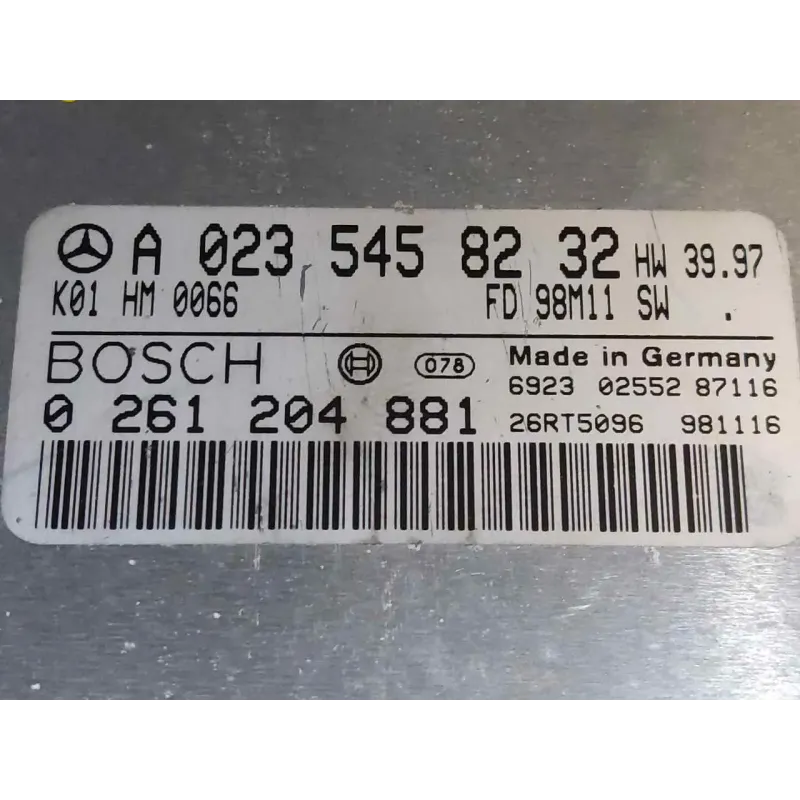 A 023 545 82 32 HW 39.97
K01 HM 0066 FD 98M11 SW .
BOSCH H 078 Made in Germany
6923 02552 87116
0 261 204 881 26RT5096 981116